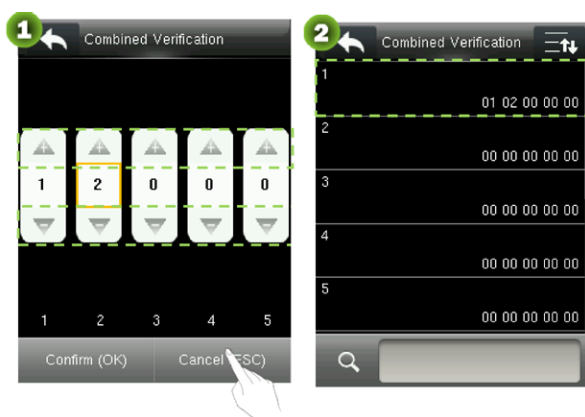 1
Combined Verification
1 2 0 0 0
1 2 3 4 5
Confirm (OK) Cancel (ESC)
2
Combined Verification
1
01 02 00 00 00
2
00 00 00 00 00
3
00 00 00 00 00
4
00 00 00 00 00
5
00 00 00 00 00